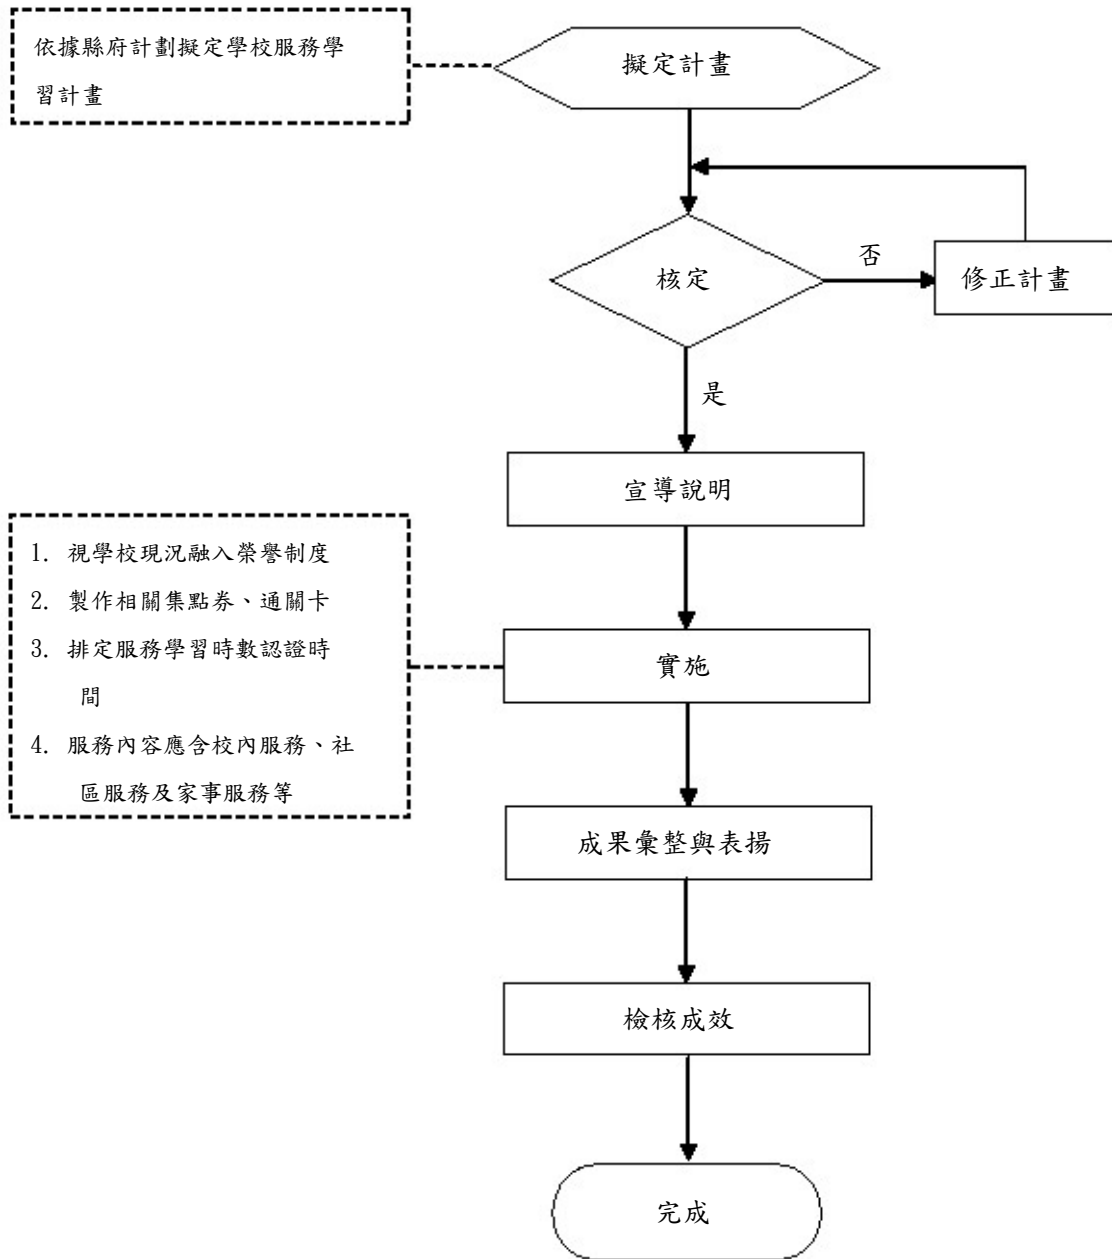 依據縣府計劃擬定學校服務學
習計畫
擬定計畫
核定
否
修正計畫
是
宣導說明
1. 視學校現況融入榮譽制度
2. 製作相關集點券、通關卡
3. 排定服務學習時數認證時
間
4. 服務內容應含校內服務、社
區服務及家事服務等
實施
成果彙整與表揚
檢核成效
完成